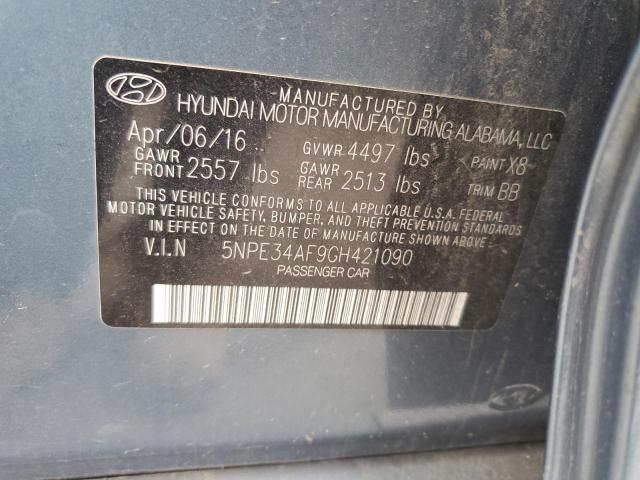 MANUFACTURED BY
HYUNDAI MOTOR MANUFACTURING ALABAMA, LLC
Apr/06/16 GVWR 4497 lbs PAINT X8
GAWR FRONT 2557 lbs GAWR REAR 2513 lbs TRIM BB
THIS VEHICLE CONFORMS TO ALL APPLICABLE U.S.A. FEDERAL
MOTOR VEHICLE SAFETY, BUMPER, AND THEFT PREVENTION STANDARDS
IN EFFECT ON THE DATE OF MANUFACTURE SHOWN ABOVE.
V.I.N 5NPE34AF9GH421090
PASSENGER CAR